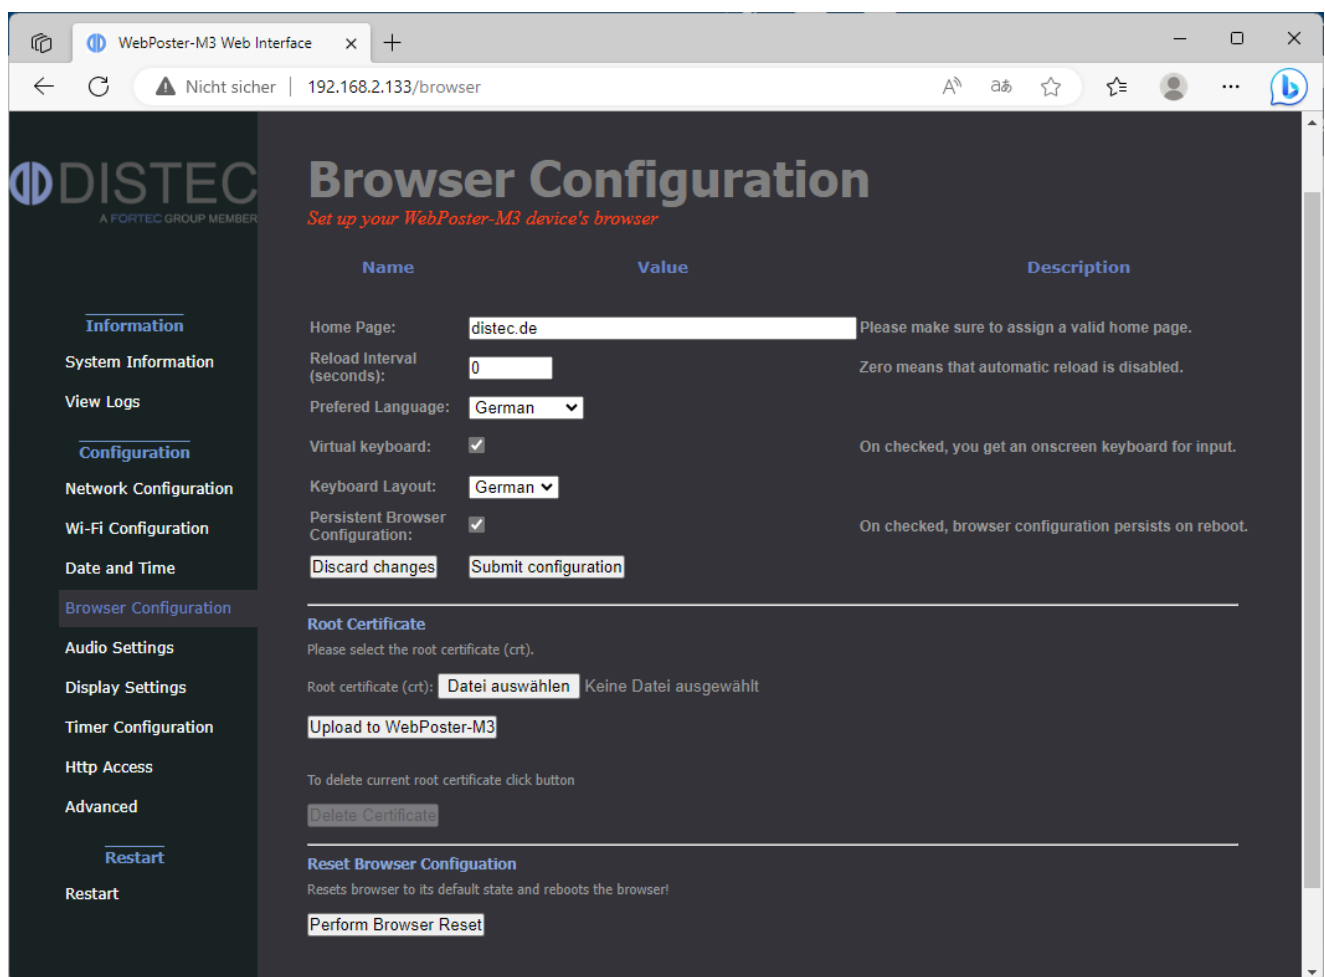 WebPoster-M3 Web Interface
Nicht sicher | 192.168.2.133/browser
DISTEC
A FORTEC GROUP MEMBER
Information
System Information
View Logs
Configuration
Network Configuration
Wi-Fi Configuration
Date and Time
Browser Configuration
Audio Settings
Display Settings
Timer Configuration
Http Access
Advanced
Restart
Restart
Browser Configuration
Set up your WebPoster-M3 device's browser
Name Value Description
Home Page: distec.de Please make sure to assign a valid home page.
Reload Interval
(seconds): 0 Zero means that automatic reload is disabled.
Prefered Language: German
Virtual keyboard: On checked, you get an onscreen keyboard for input.
Keyboard Layout: German
Persistent Browser
Configuration: On checked, browser configuration persists on reboot.
Discard changes Submit configuration
Root Certificate
Please select the root certificate (crt).
Root certificate (crt): Datei auswählen Keine Datei ausgewählt
Upload to WebPoster-M3
To delete current root certificate click button
Delete Certificate
Reset Browser Configuation
Resets browser to its default state and reboots the browser!
Perform Browser Reset